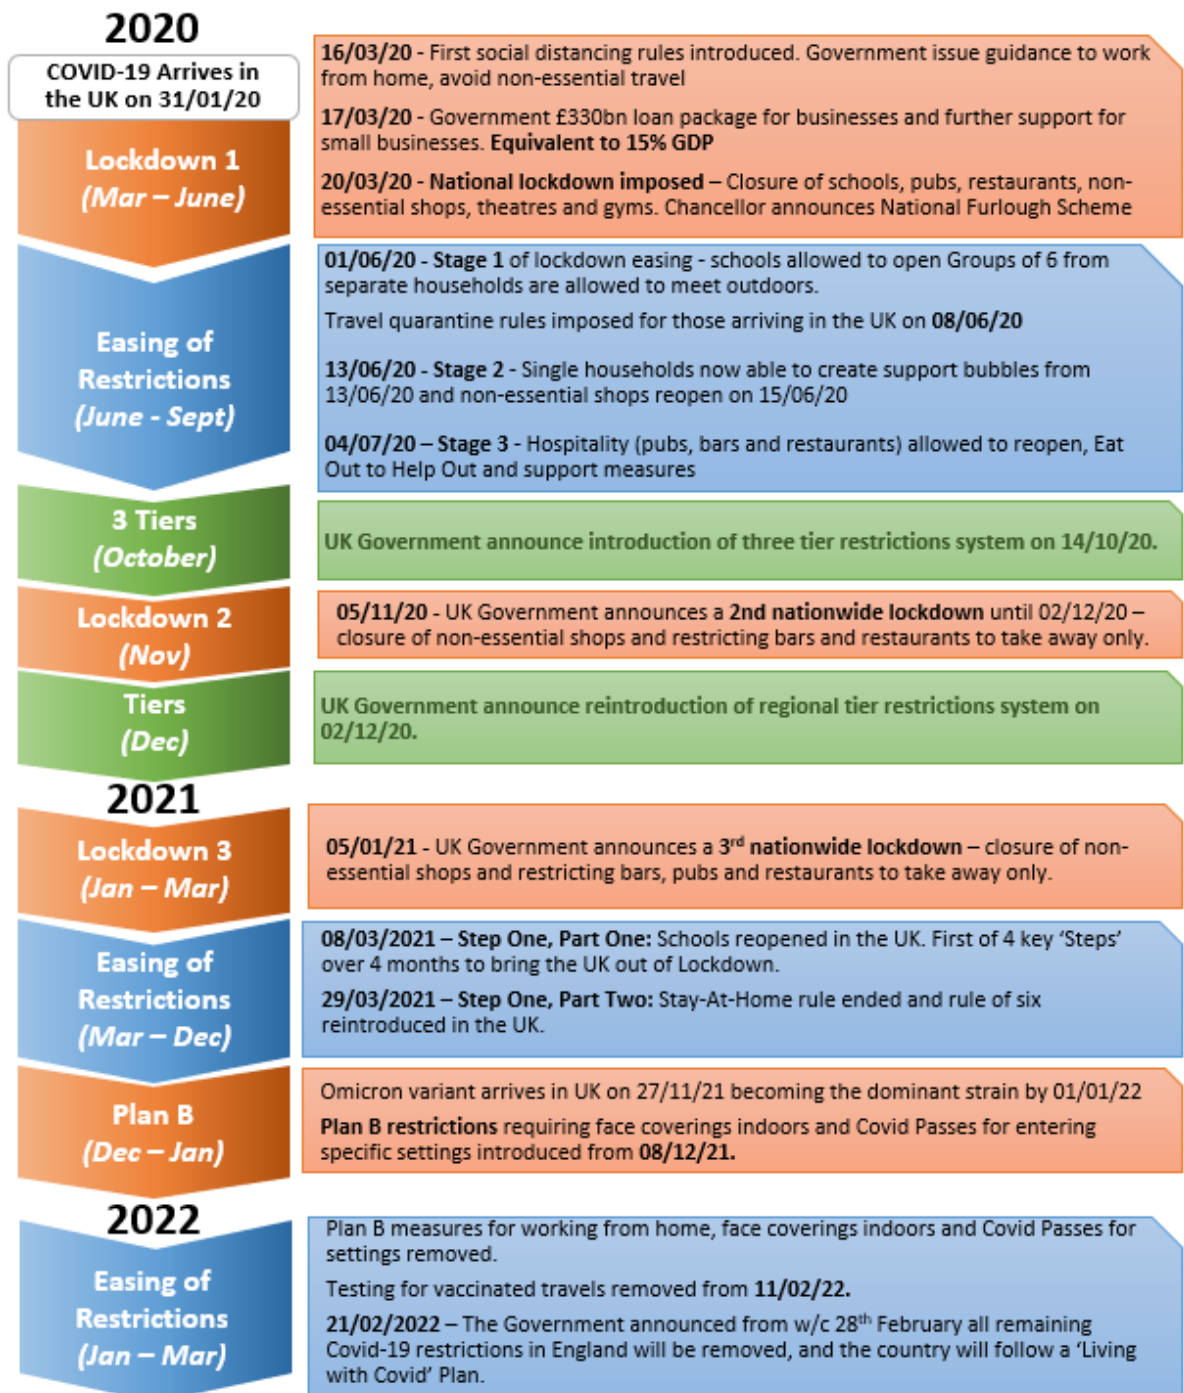 2020
COVID-19 Arrives in
the UK on 31/01/20
Lockdown 1
(Mar – June)
16/03/20 - First social distancing rules introduced. Government issue guidance to work
from home, avoid non-essential travel
17/03/20 - Government £330bn loan package for businesses and further support for
small businesses. Equivalent to 15% GDP
20/03/20 - National lockdown imposed – Closure of schools, pubs, restaurants, non-
essential shops, theatres and gyms. Chancellor announces National Furlough Scheme
Easing of
Restrictions
(June - Sept)
01/06/20 - Stage 1 of lockdown easing - schools allowed to open Groups of 6 from
separate households are allowed to meet outdoors.
Travel quarantine rules imposed for those arriving in the UK on 08/06/20
13/06/20 - Stage 2 - Single households now able to create support bubbles from
13/06/20 and non-essential shops reopen on 15/06/20
04/07/20 – Stage 3 - Hospitality (pubs, bars and restaurants) allowed to reopen, Eat
Out to Help Out and support measures
3 Tiers
(October)
UK Government announce introduction of three tier restrictions system on 14/10/20.
Lockdown 2
(Nov)
05/11/20 - UK Government announces a 2nd nationwide lockdown until 02/12/20 –
closure of non-essential shops and restricting bars and restaurants to take away only.
Tiers
(Dec)
UK Government announce reintroduction of regional tier restrictions system on
02/12/20.
2021
Lockdown 3
(Jan – Mar)
05/01/21 - UK Government announces a 3rd nationwide lockdown – closure of non-
essential shops and restricting bars, pubs and restaurants to take away only.
Easing of
Restrictions
(Mar – Dec)
08/03/2021 – Step One, Part One: Schools reopened in the UK. First of 4 key ‘Steps’
over 4 months to bring the UK out of Lockdown.
29/03/2021 – Step One, Part Two: Stay-At-Home rule ended and rule of six
reintroduced in the UK.
Plan B
(Dec – Jan)
Omicron variant arrives in UK on 27/11/21 becoming the dominant strain by 01/01/22
Plan B restrictions requiring face coverings indoors and Covid Passes for entering
specific settings introduced from 08/12/21.
2022
Easing of
Restrictions
(Jan – Mar)
Plan B measures for working from home, face coverings indoors and Covid Passes for
settings removed.
Testing for vaccinated travels removed from 11/02/22.
21/02/2022 – The Government announced from w/c 28th February all remaining
Covid-19 restrictions in England will be removed, and the country will follow a ‘Living
with Covid’ Plan.